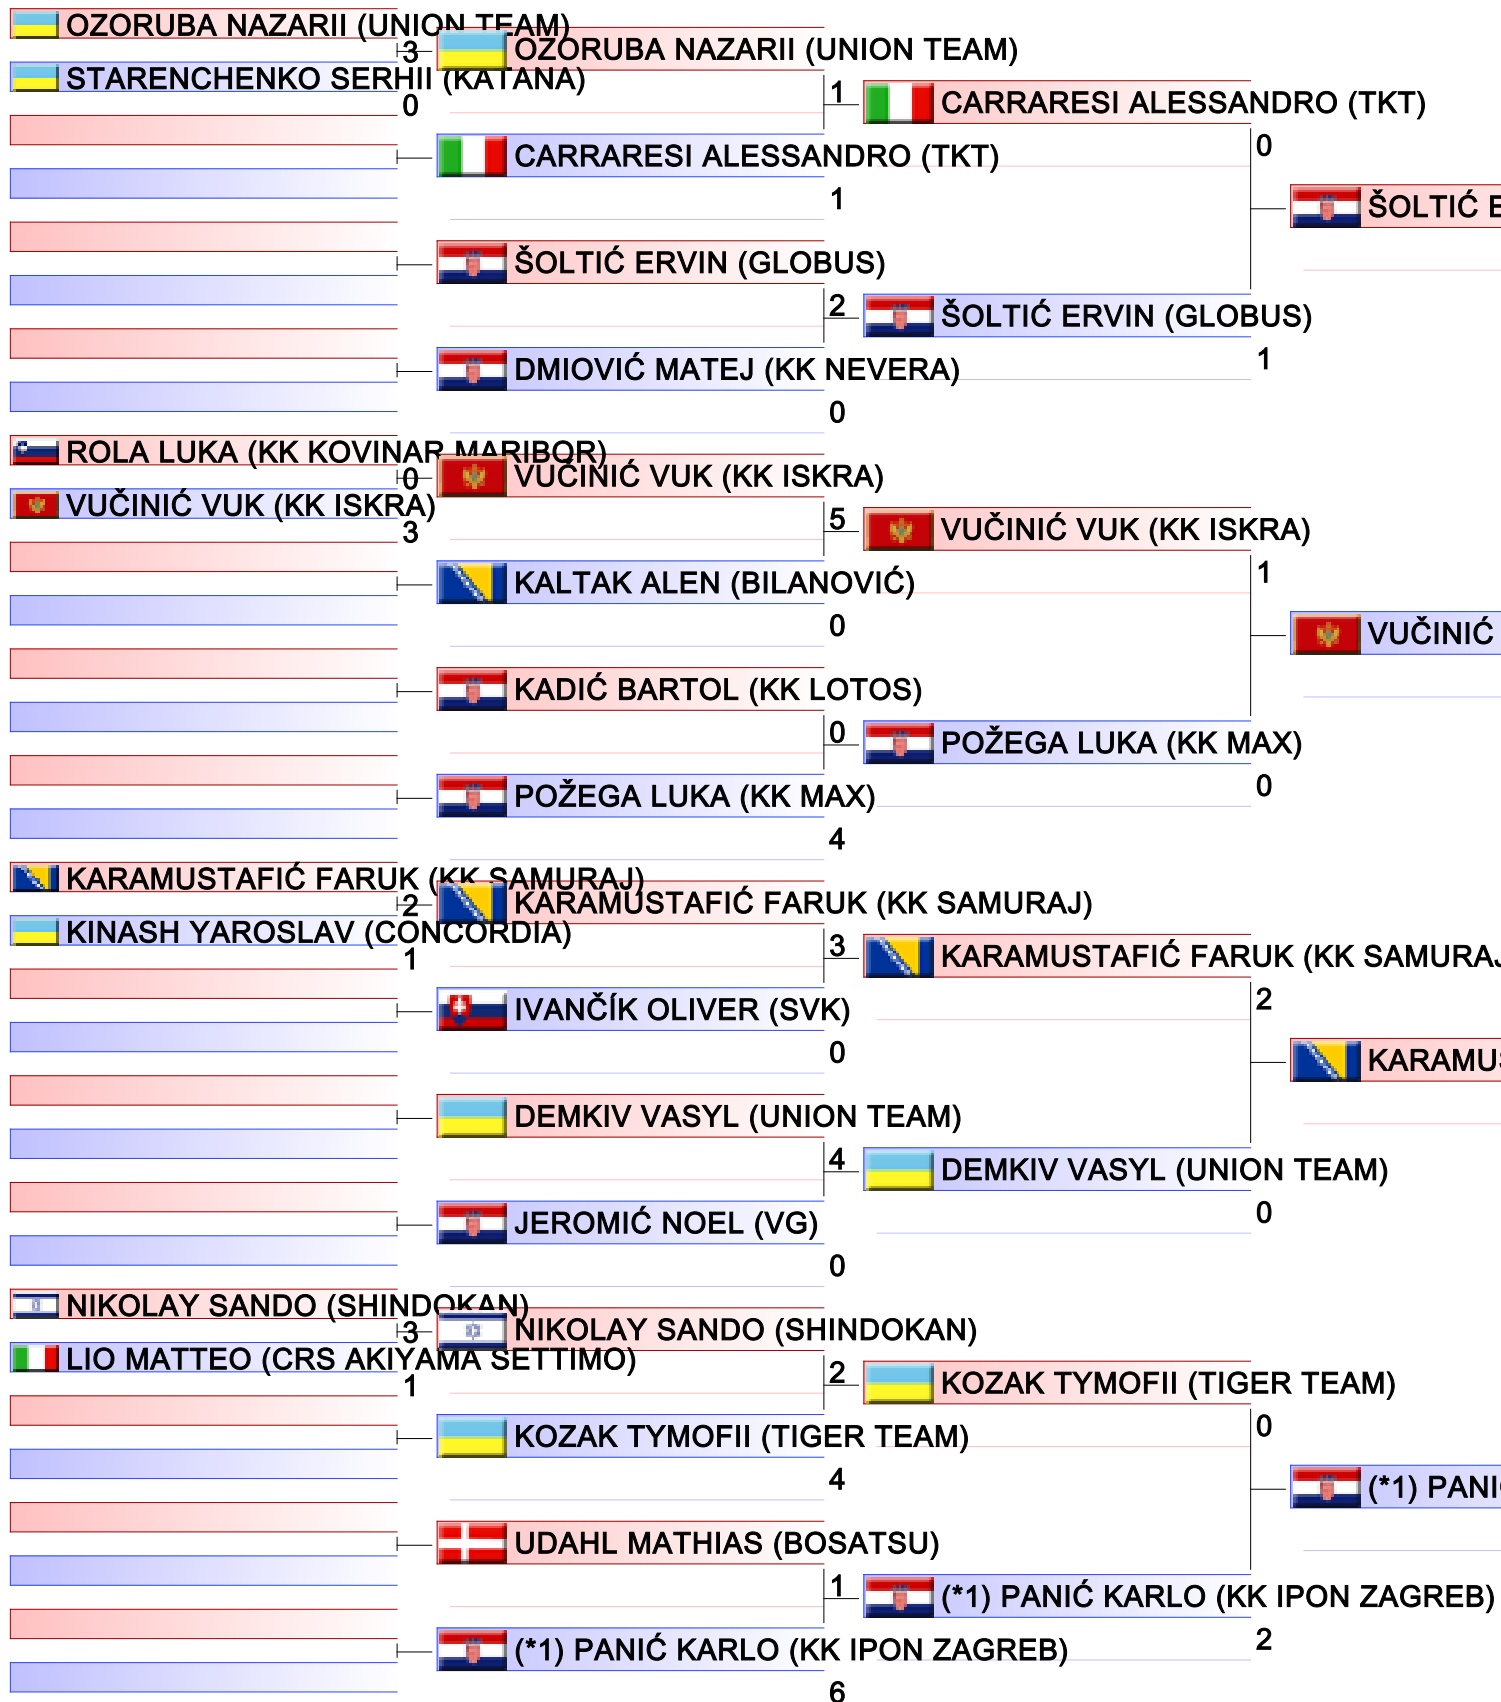 OZORUBA NAZARII (UNION TEAM)
3
STARENCHENKO SERHII (KATANA)
0
ROLA LUKA (KK KOVINAR MARIBOR)
0
VUČINIĆ VUK (KK ISKRA)
3
KARAMUSTAFIĆ FARUK (KK SAMURAJ)
2
KINASH YAROSLAV (CONCORDIA)
1
NIKOLAY SANDO (SHINDOKAN)
3
LIO MATTEO (CRS AKIYAMA SETTIMO)
1
OZORUBA NAZARII (UNION TEAM)
1
CARRARESI ALESSANDRO (TKT)
1
ŠOLTIĆ ERVIN (GLOBUS)
2
DMIOVIĆ MATEJ (KK NEVERA)
0
VUČINIĆ VUK (KK ISKRA)
5
KALTAK ALEN (BILANOVIĆ)
0
KADIĆ BARTOL (KK LOTOS)
0
POŽEGA LUKA (KK MAX)
4
KARAMUSTAFIĆ FARUK (KK SAMURAJ)
3
IVANČÍK OLIVER (SVK)
0
DEMKIV VASYL (UNION TEAM)
4
JEROMIĆ NOEL (VG)
0
NIKOLAY SANDO (SHINDOKAN)
2
KOZAK TYMOFII (TIGER TEAM)
4
UDAHL MATHIAS (BOSATSU)
1
(*1) PANIĆ KARLO (KK IPON ZAGREB)
6
CARRARESI ALESSANDRO (TKT)
0
ŠOLTIĆ ERVIN (GLOBUS)
1
VUČINIĆ VUK (KK ISKRA)
1
POŽEGA LUKA (KK MAX)
0
KARAMUSTAFIĆ FARUK (KK SAMURAJ
2
DEMKIV VASYL (UNION TEAM)
0
KOZAK TYMOFII (TIGER TEAM)
0
(*1) PANIĆ KARLO (KK IPON ZAGREB)
2
ŠOLTIĆ E
VUČINIĆ
KARAMUS
(*1) PANIĆ